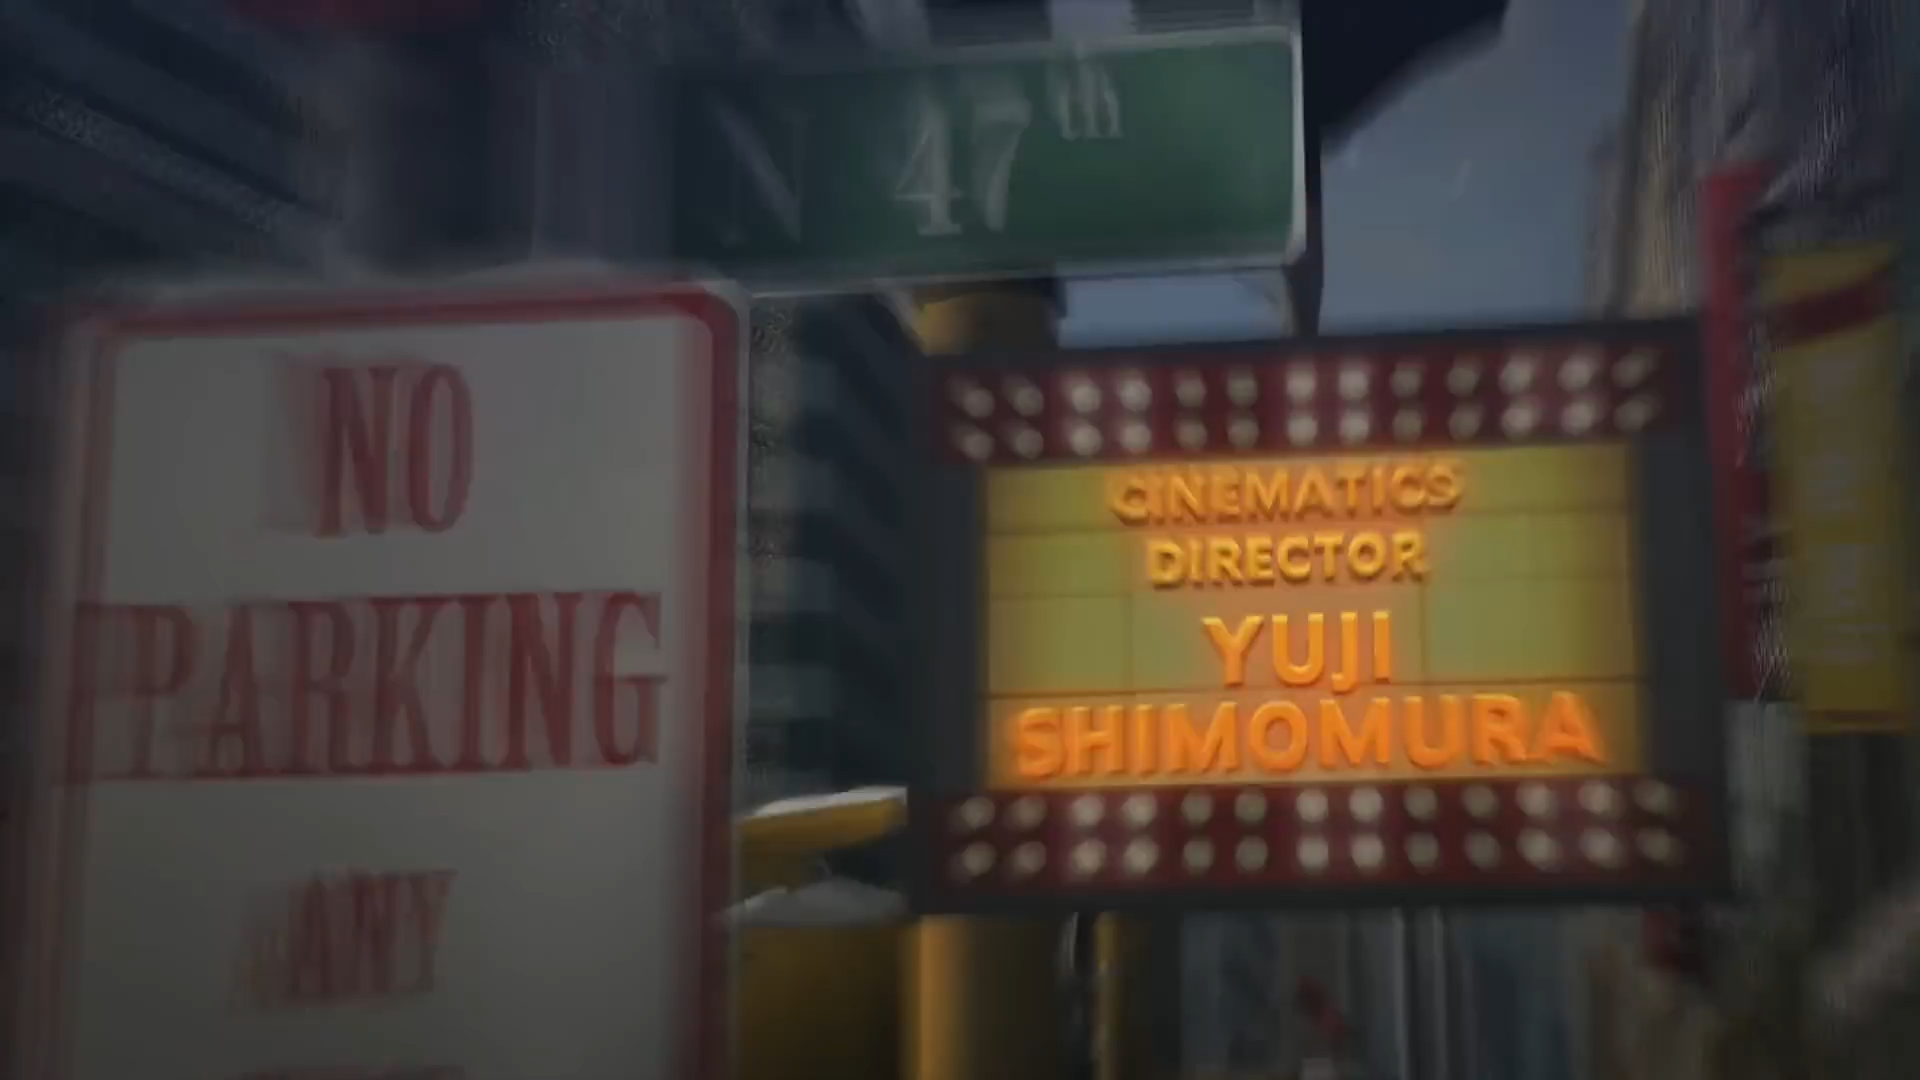 N 47th
NO
PARKING
ANY
CINEMATICS
DIRECTOR
YUJI
SHIMOMURA